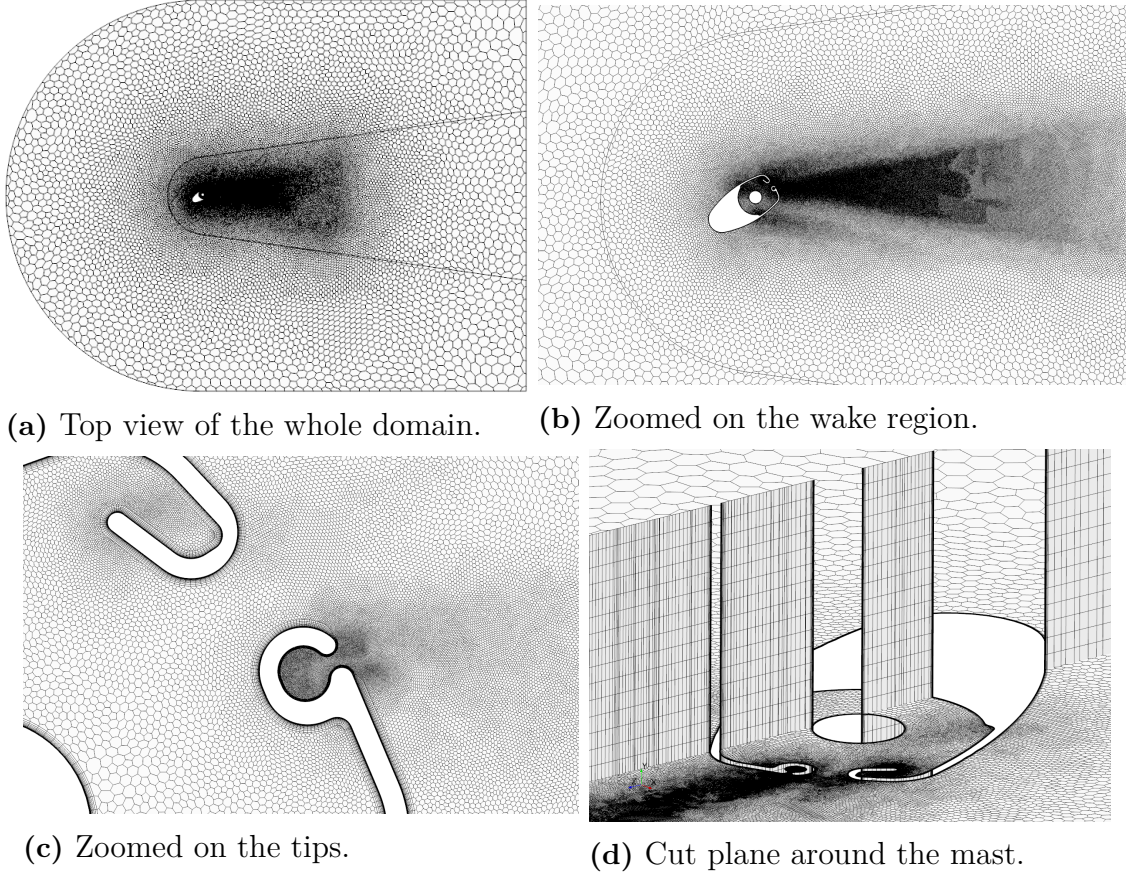 (a) Top view of the whole domain.
(b) Zoomed on the wake region.
(c) Zoomed on the tips.
(d) Cut plane around the mast.